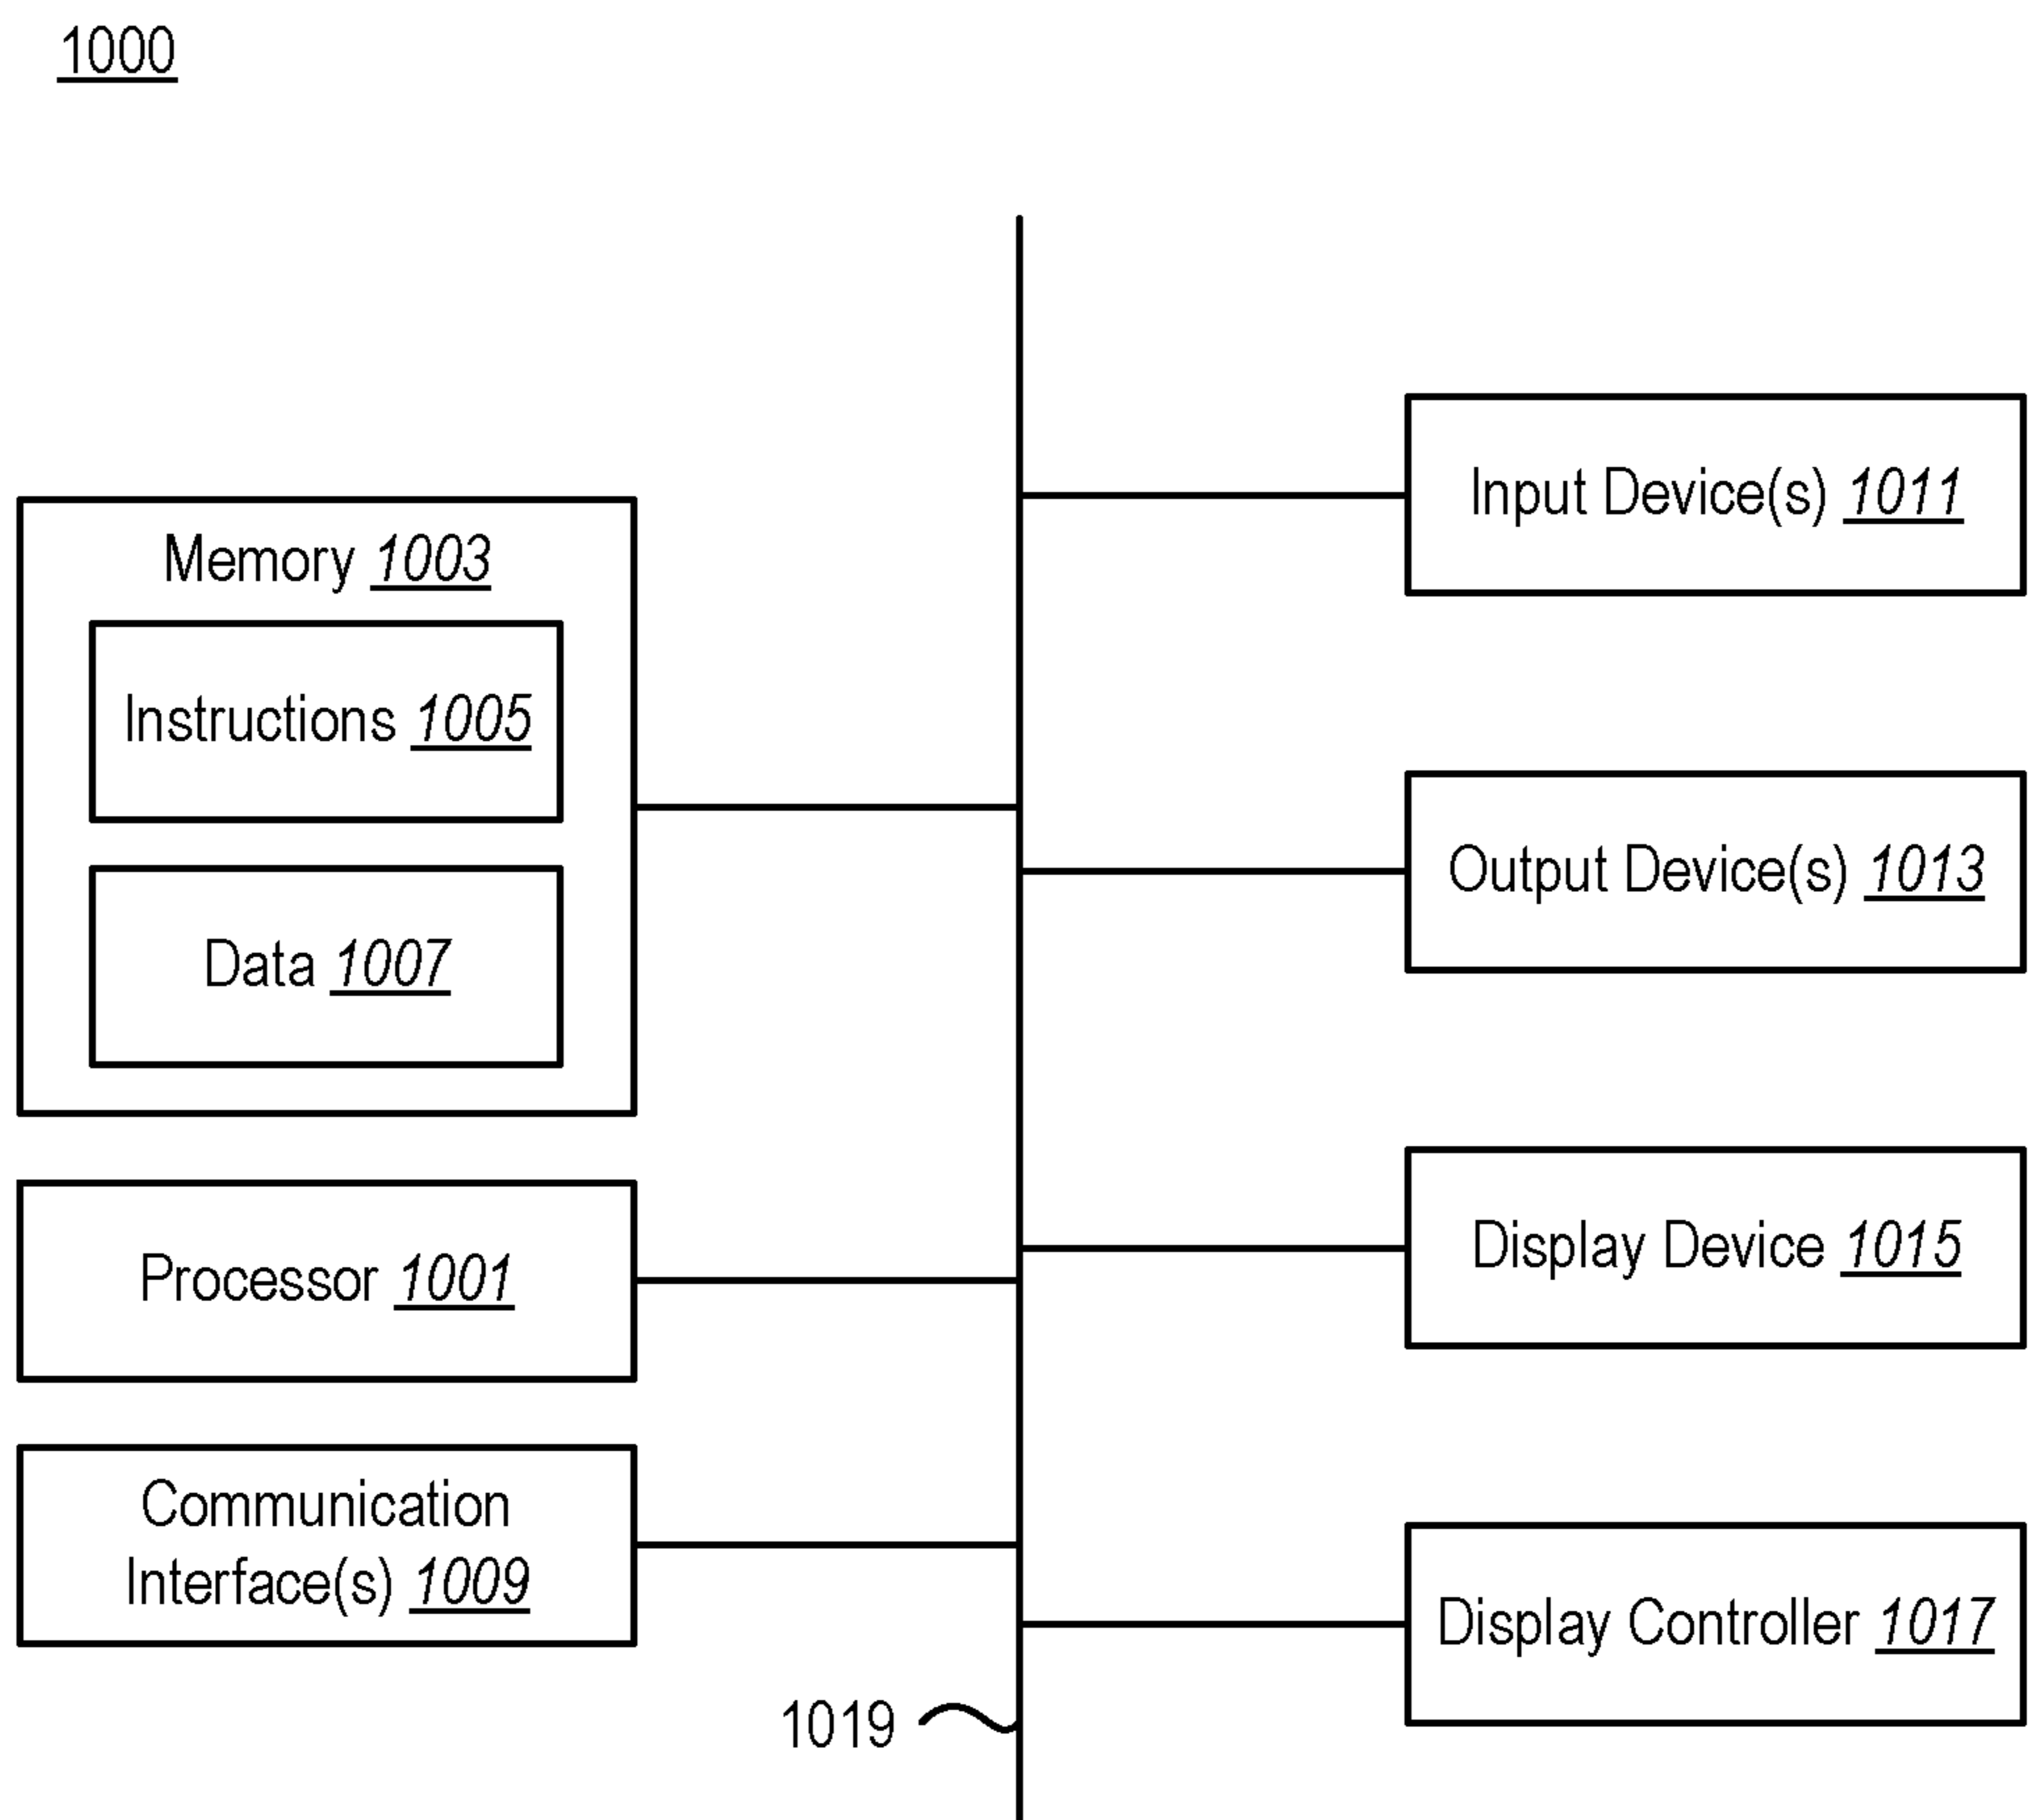 1000
Memory 1003
Instructions 1005
Data 1007
Processor 1001
Communication
Interface(s) 1009
Input Device(s) 1011
Output Device(s) 1013
Display Device 1015
Display Controller 1017
1019